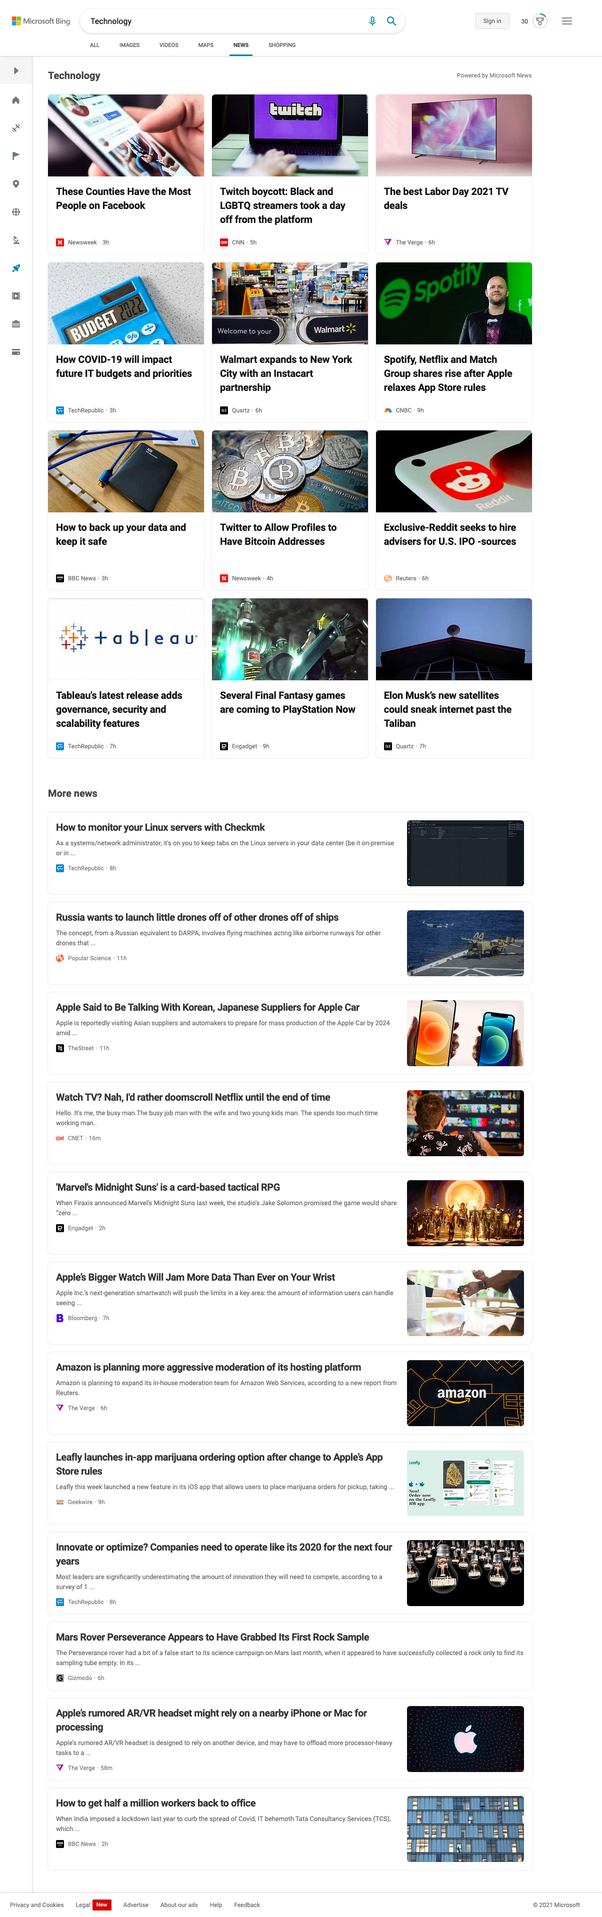 Microsoft Bing
Technology
Sign in
30
ALL IMAGES VIDEOS MAPS NEWS SHOPPING
Technology
Powered by Microsoft News
These Counties Have the Most
People on Facebook
Newsweek · 3h
twitch
Twitch boycott: Black and
LGBTQ streamers took a day
off from the platform
CNN · 5h
The best Labor Day 2021 TV
deals
The Verge · 6h
BUDGET 2022
How COVID-19 will impact
future IT budgets and priorities
TechRepublic · 3h
Welcome to your Walmart
Walmart expands to New York
City with an Instacart
partnership
Quartz · 6h
Spotify
Spotify, Netflix and Match
Group shares rise after Apple
relaxes App Store rules
CNBC · 9h
How to back up your data and
keep it safe
BBC News · 3h
Twitter to Allow Profiles to
Have Bitcoin Addresses
Newsweek · 4h
Reddit
Exclusive-Reddit seeks to hire
advisers for U.S. IPO -sources
Reuters · 6h
tableau
Tableau's latest release adds
governance, security and
scalability features
TechRepublic · 7h
Several Final Fantasy games
are coming to PlayStation Now
Engadget · 9h
Elon Musk's new satellites
could sneak internet past the
Taliban
Quartz · 7h
More news
How to monitor your Linux servers with Checkmk
As a systems/network administrator, it's on you to keep tabs on the Linux servers in your data center (be it on-premise
or in ...
TechRepublic · 8h
Russia wants to launch little drones off of other drones off of ships
The concept, from a Russian equivalent to DARPA, involves flying machines acting like airborne runways for other
drones that ...
Popular Science · 11h
Apple Said to Be Talking With Korean, Japanese Suppliers for Apple Car
Apple is reportedly visiting Asian suppliers and automakers to prepare for mass production of the Apple Car by 2024
amid ...
TheStreet · 11h
Watch TV? Nah, I'd rather doomscroll Netflix until the end of time
Hello. It's me, the busy man.The busy job man with the wife and two young kids man. The spends too much time
working man..
CNET · 16m
'Marvel's Midnight Suns' is a card-based tactical RPG
When Firaxis announced Marvel's Midnight Suns last week, the studio's Jake Solomon promised the game would share
"zero ...
Engadget · 2h
Apple's Bigger Watch Will Jam More Data Than Ever on Your Wrist
Apple Inc.'s next-generation smartwatch will push the limits in a key area: the amount of information users can handle
seeing ...
Bloomberg · 7h
Amazon is planning more aggressive moderation of its hosting platform
Amazon is planning to expand its in-house moderation team for Amazon Web Services, according to a new report from
Reuters.
The Verge · 6h
amazon
Leafly launches in-app marijuana ordering option after change to Apple's App
Store rules
Leafly this week launched a new feature in its iOS app that allows users to place marijuana orders for pickup, taking ...
Geekwire · 9h
Leafly
New!
Order now
on the Leafly
iOS app
Innovate or optimize? Companies need to operate like its 2020 for the next four
years
Most leaders are significantly underestimating the amount of innovation they will need to compete, according to a
survey of 1 ...
TechRepublic · 8h
Mars Rover Perseverance Appears to Have Grabbed Its First Rock Sample
The Perseverance rover had a bit of a false start to its science campaign on Mars last month, when it appeared to have successfully collected a rock only to find its
sampling tube empty. In its ...
Gizmodo · 6h
Apple's rumored AR/VR headset might rely on a nearby iPhone or Mac for
processing
Apple's rumored AR/VR headset is designed to rely on another device, and may have to offload more processor-heavy
tasks to a ...
The Verge · 58m
How to get half a million workers back to office
When India imposed a lockdown last year to curb the spread of Covid, IT behemoth Tata Consultancy Services (TCS),
which ...
BBC News · 2h
Privacy and Cookies Legal New Advertise About our ads Help Feedback
© 2021 Microsoft